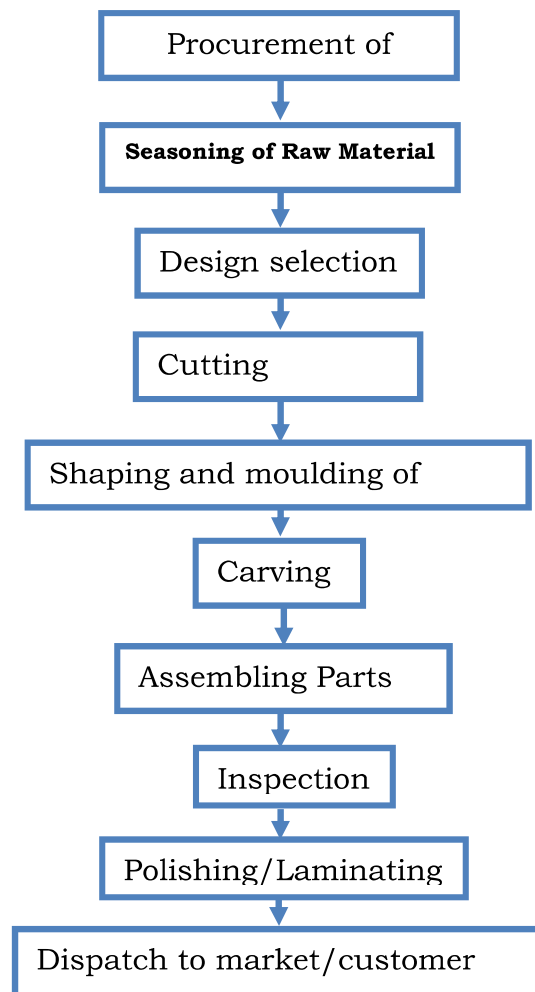 Procurement of
Seasoning of Raw Material
Design selection
Cutting
Shaping and moulding of
Carving
Assembling Parts
Inspection
Polishing/Laminating
Dispatch to market/customer